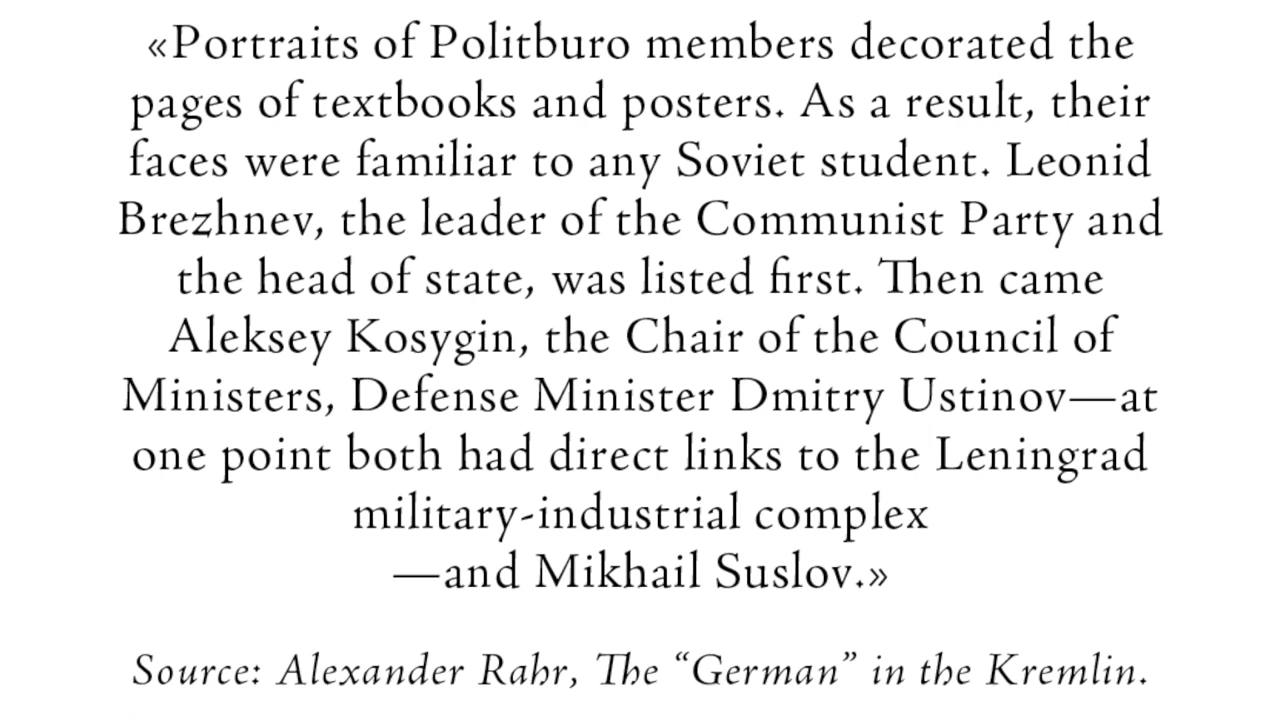 «Portraits of Politburo members decorated the
pages of textbooks and posters. As a result, their
faces were familiar to any Soviet student. Leonid
Brezhnev, the leader of the Communist Party and
the head of state, was listed first. Then came
Aleksey Kosygin, the Chair of the Council of
Ministers, Defense Minister Dmitry Ustinov—at
one point both had direct links to the Leningrad
military-industrial complex
—and Mikhail Suslov.»
Source: Alexander Rahr, The “German” in the Kremlin.